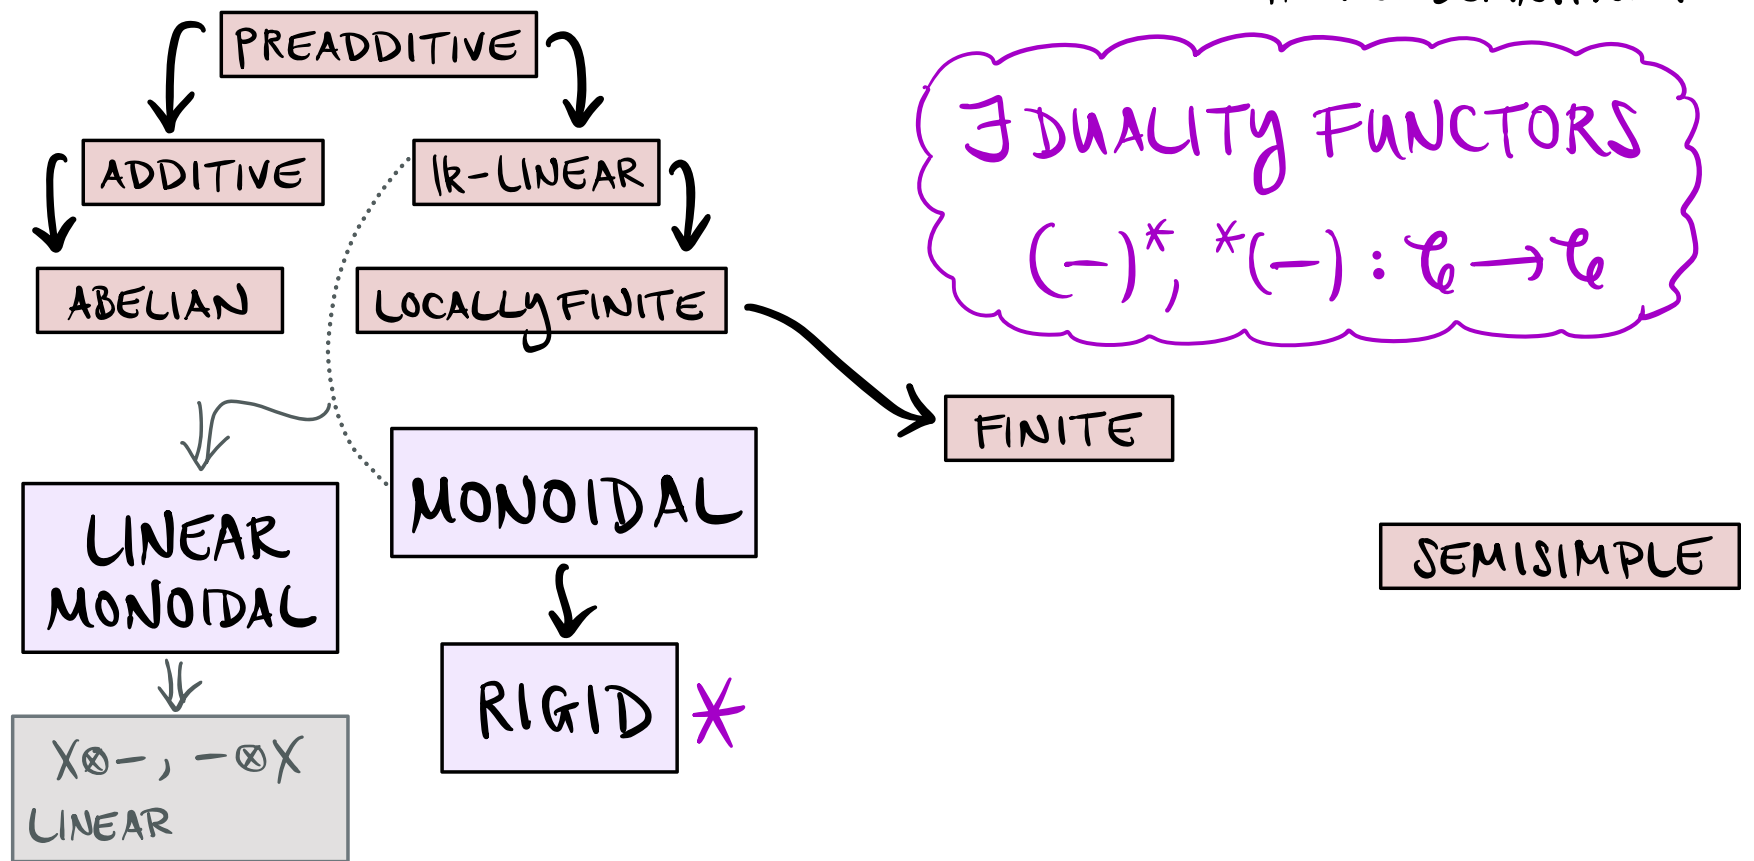 PREADDITIVE
ADDITIVE
𝕜-LINEAR
ABELIAN
LOCALLY FINITE
∃ DUALITY FUNCTORS
(-)*, *(-) : 𝒞 → 𝒞
FINITE
MONOIDAL
LINEAR
MONOIDAL
SEMISIMPLE
RIGID *
X⊗-, -⊗X
LINEAR